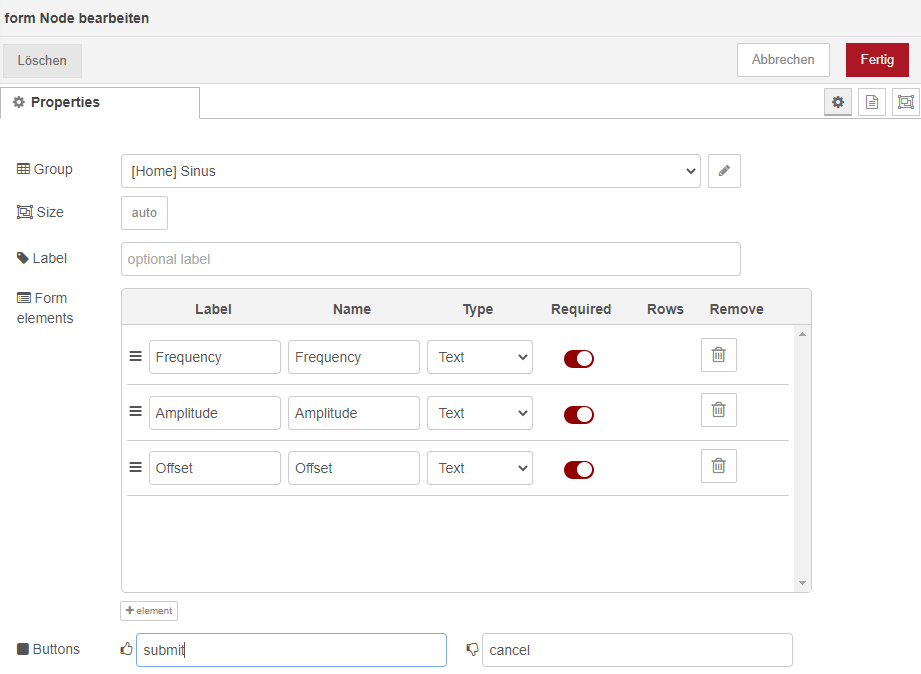 form Node bearbeiten
Löschen
Abbrechen
Fertig
Properties
Group
[Home] Sinus
Size
auto
Label
optional label
Form
elements
Label Name Type Required Rows Remove
Frequency Frequency Text
Amplitude Amplitude Text
Offset Offset Text
+ element
Buttons
submit
cancel